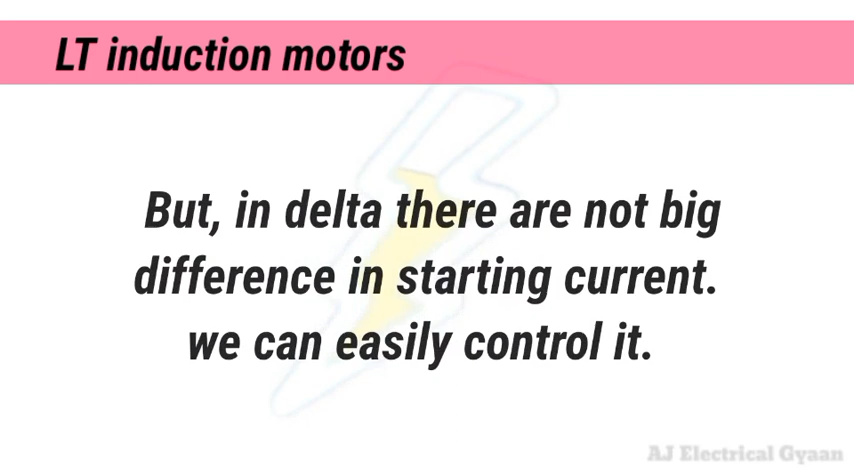 LT induction motors
But, in delta there are not big
difference in starting current.
we can easily control it.
AJ Electrical Gyaan